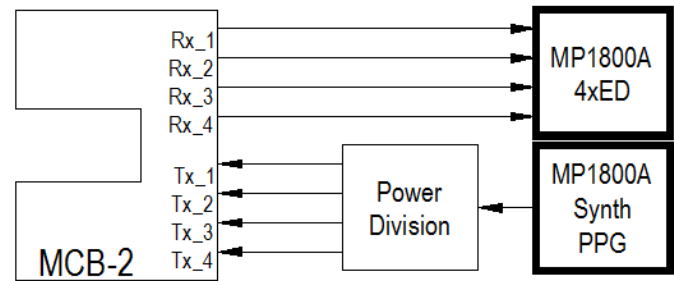 Rx_1
Rx_2
Rx_3
Rx_4
Tx_1
Tx_2
Tx_3
Tx_4
MCB-2
Power
Division
MP1800A
4xED
MP1800A
Synth
PPG